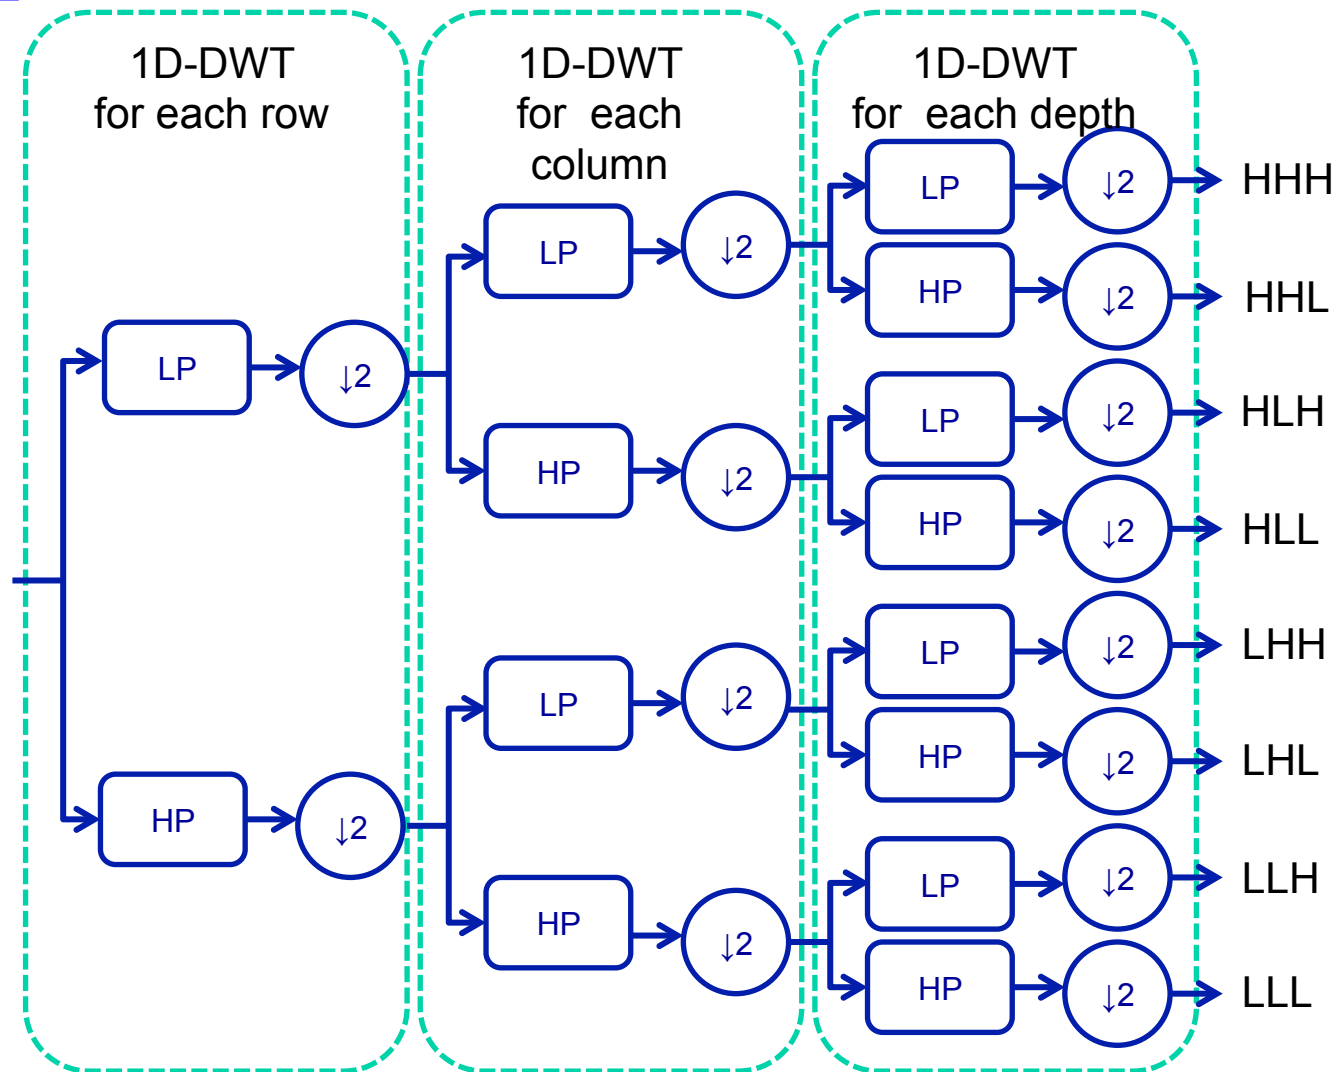 1D-DWT
for each row
1D-DWT
for each
column
1D-DWT
for each depth
LP
↓2
HP
↓2
LP
↓2
HP
↓2
LP
↓2
HP
↓2
LP
↓2
HHH
HP
↓2
HHL
LP
↓2
HLH
HP
↓2
HLL
LP
↓2
LHH
HP
↓2
LHL
LP
↓2
LLH
HP
↓2
LLL